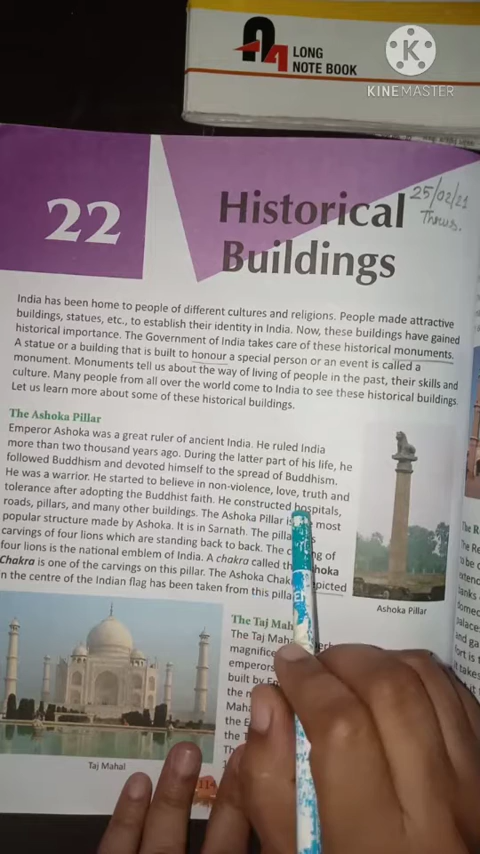 LONG
NOTE BOOK
KINEMASTER
22
Historical
Buildings
25/02/21
Thurs.
India has been home to people of different cultures and religions. People made attractive
buildings, statues, etc., to establish their identity in India. Now, these buildings have gained
historical importance. The Government of India takes care of these historical monuments.
A statue or a building that is built to honour a special person or an event is called a
monument. Monuments tell us about the way of living of people in the past, their skills and
culture. Many people from all over the world come to India to see these historical buildings.
Let us learn more about some of these historical buildings.
The Ashoka Pillar
Emperor Ashoka was a great ruler of ancient India. He ruled India
more than two thousand years ago. During the latter part of his life, he
followed Buddhism and devoted himself to the spread of Buddhism.
He was a warrior. He started to believe in non-violence, love, truth and
tolerance after adopting the Buddhist faith. He constructed hospitals,
roads, pillars, and many other buildings. The Ashoka Pillar is most
popular structure made by Ashoka. It is in Sarnath. The pilla
carvings of four lions which are standing back to back. The c ng of
four lions is the national emblem of India. A chakra called th hoka
Chakra is one of the carvings on this pillar. The Ashoka Chak picted
in the centre of the Indian flag has been taken from this pilla
Ashoka Pillar
The Taj Mah
The Taj Maha
magnifice
emperors
built by
the
Maha
the
the
Taj Mahal